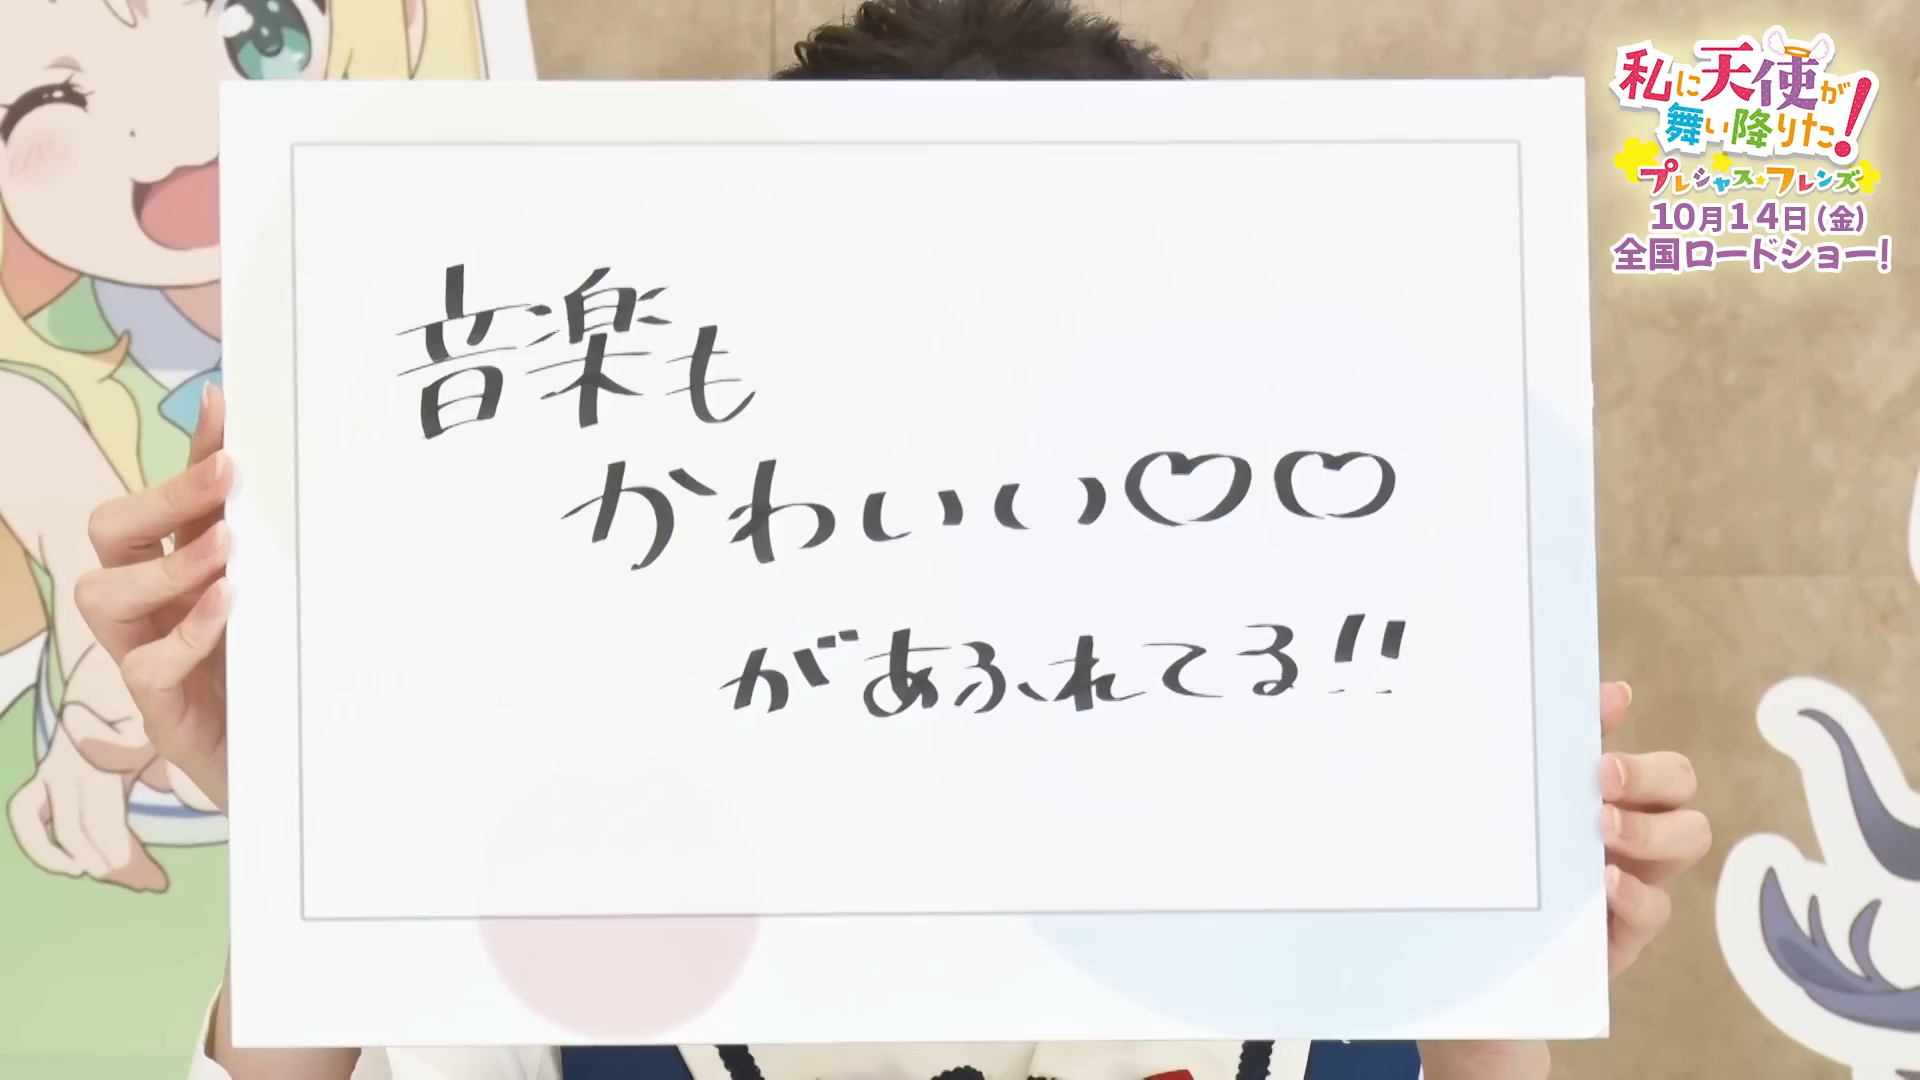 私に天使が
舞い降りた!
プレシャス・フレンズ
10月14日(金)
全国ロードショー!
音楽も
かわいい♡♡
があふれてる!!